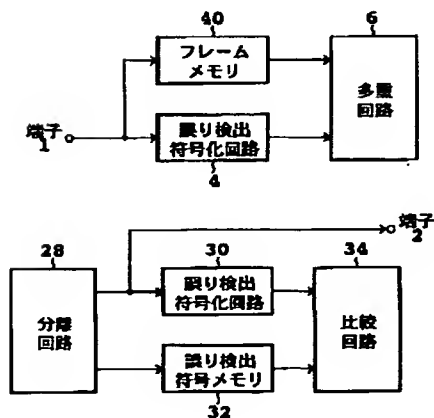 40
フレーム
メモリ
6
多重
回路
端子
1
誤り検出
符号化回路
4
端子
2
28
分離
回路
30
誤り検出
符号化回路
34
比較
回路
誤り検出
符号メモリ
32